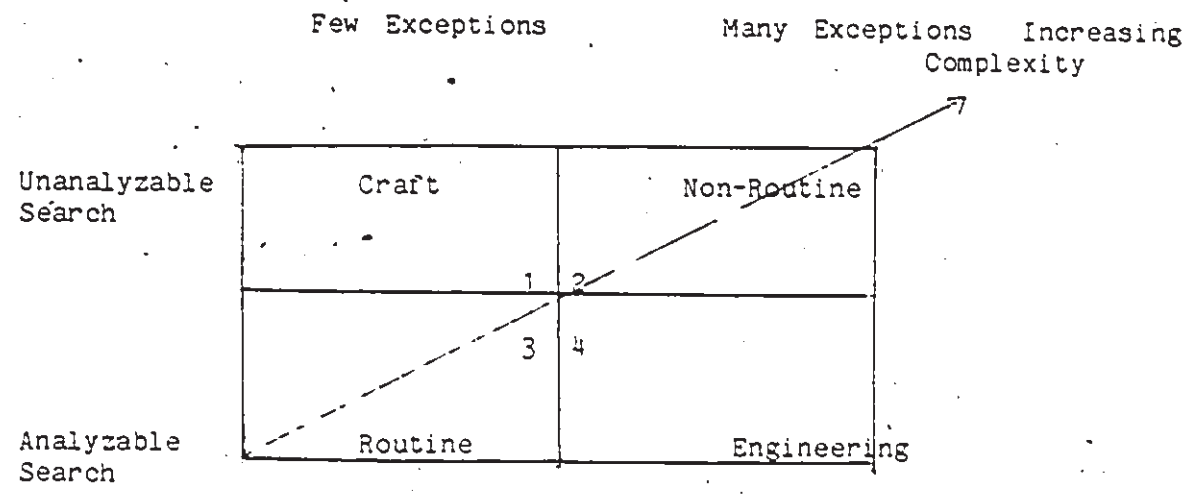 Few Exceptions Many Exceptions Increasing
Complexity
Unanalyzable Craft Non-Routine
Search
1 2
3 4
Analyzable Routine Engineering
Search